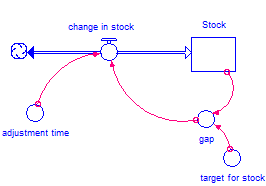 Stock
change in stock
adjustment time
gap
target for stock